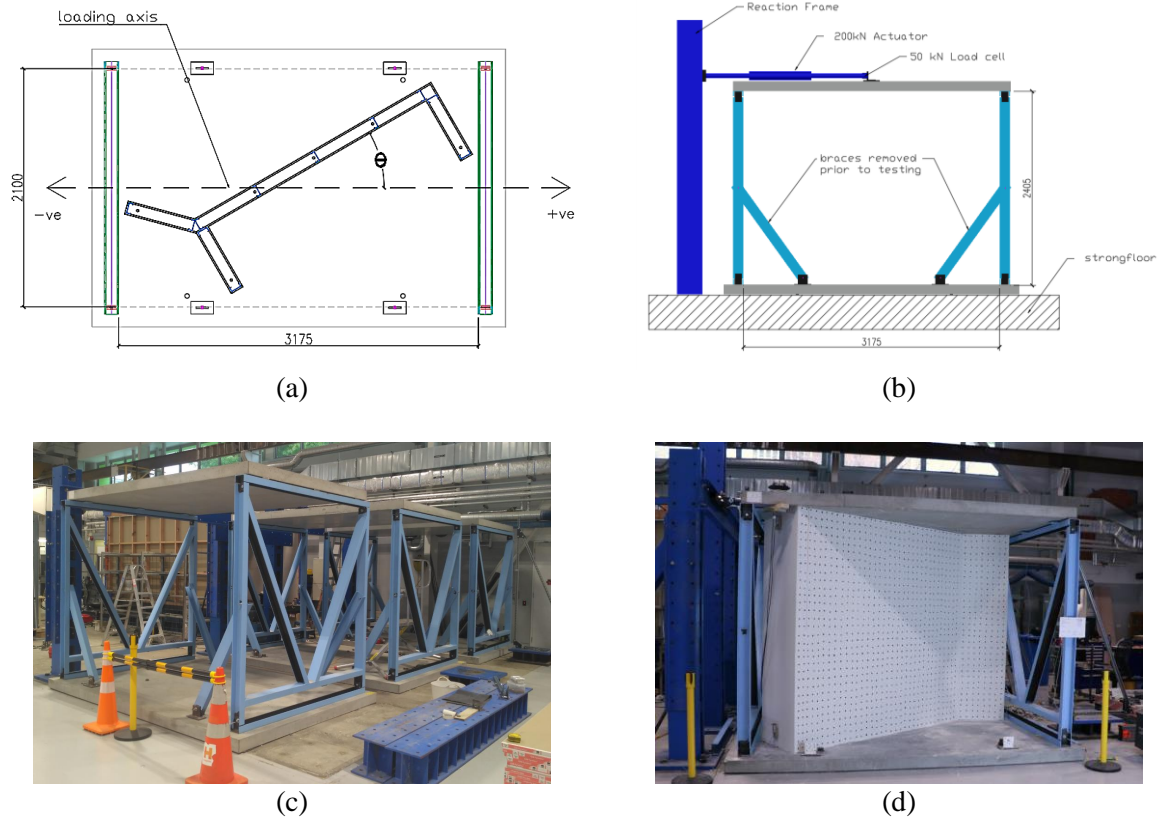 loading axis
2100
θ
-ve
+ve
3175
(a)
Reaction Frame
200kN Actuator
50 kN Load cell
braces removed
prior to testing
2405
strongfloor
3175
(b)
(c)
(d)